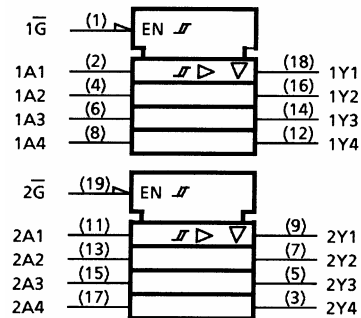 1G̅ (1) EN
1A1 (2) (18) 1Y1
1A2 (4) (16) 1Y2
1A3 (6) (14) 1Y3
1A4 (8) (12) 1Y4
2G̅ (19) EN
2A1 (11) (9) 2Y1
2A2 (13) (7) 2Y2
2A3 (15) (5) 2Y3
2A4 (17) (3) 2Y4